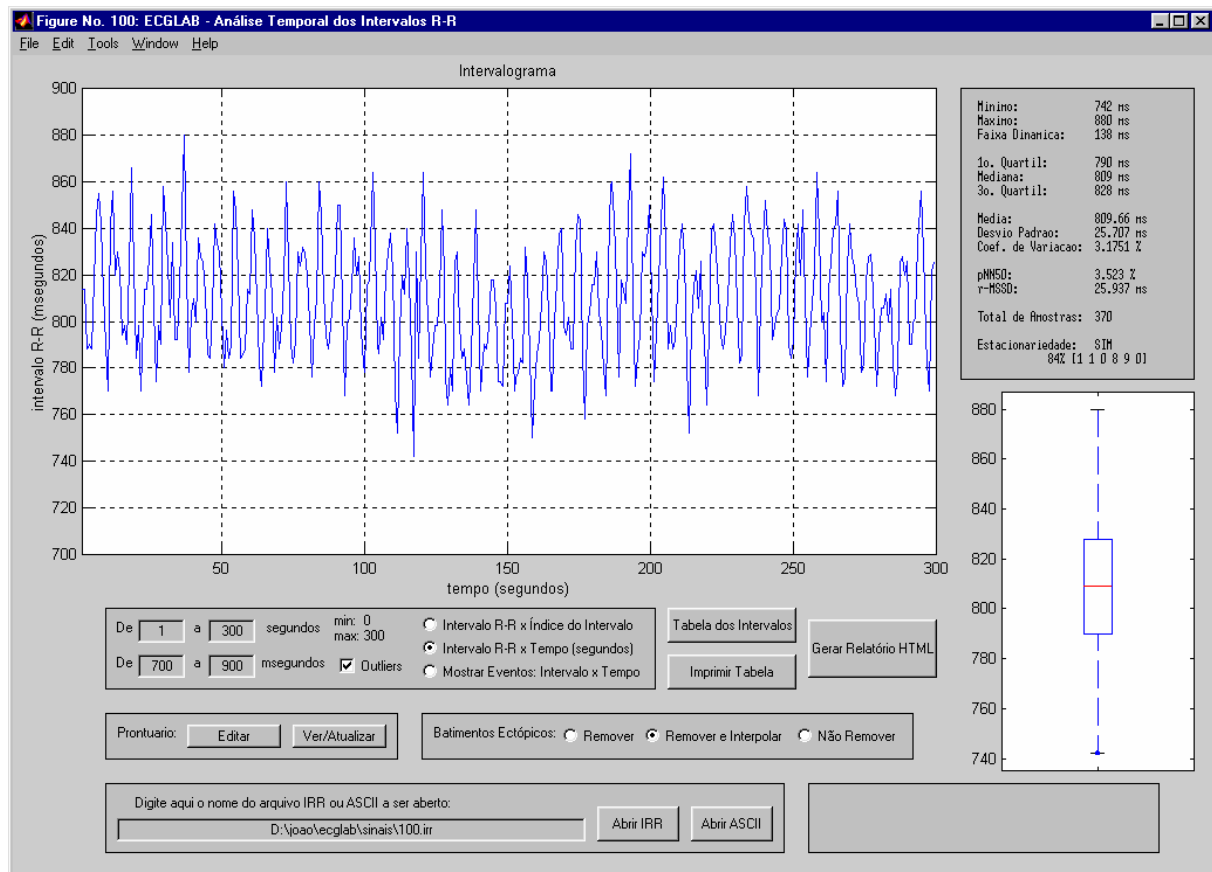 Figure No. 100: ECGLAB - Análise Temporal dos Intervalos R-R
File Edit Tools Window Help
Intervalograma
900
880
860
840
820
800
780
760
740
720
700
intervalo R-R (msegundos)
50 100 150 200 250 300
tempo (segundos)
Minimo: 742 ms
Maximo: 880 ms
Faixa Dinamica: 138 ms
1o. Quartil: 790 ms
Mediana: 809 ms
3o. Quartil: 828 ms
Media: 809.66 ms
Desvio Padrao: 25.707 ms
Coef. de Variacao: 3.1751 %
pNN50: 3.523 %
r-MSSD: 25.937 ms
Total de Amostras: 370
Estacionariedade: SIM
84% [1 1 0 8 9 0]
880
860
840
820
800
780
760
740
De 1 a 300 segundos min: 0
max: 300
De 700 a 900 msegundos Outliers
Intervalo R-R x Índice do Intervalo
Intervalo R-R x Tempo (segundos)
Mostrar Eventos: Intervalo x Tempo
Tabela dos Intervalos
Imprimir Tabela
Gerar Relatório HTML
Prontuario: Editar Ver/Atualizar
Batimentos Ectópicos: Remover Remover e Interpolar Não Remover
Digite aqui o nome do arquivo IRR ou ASCII a ser aberto:
D:\joao\ecglab\sinais\100.irr
Abrir IRR Abrir ASCII